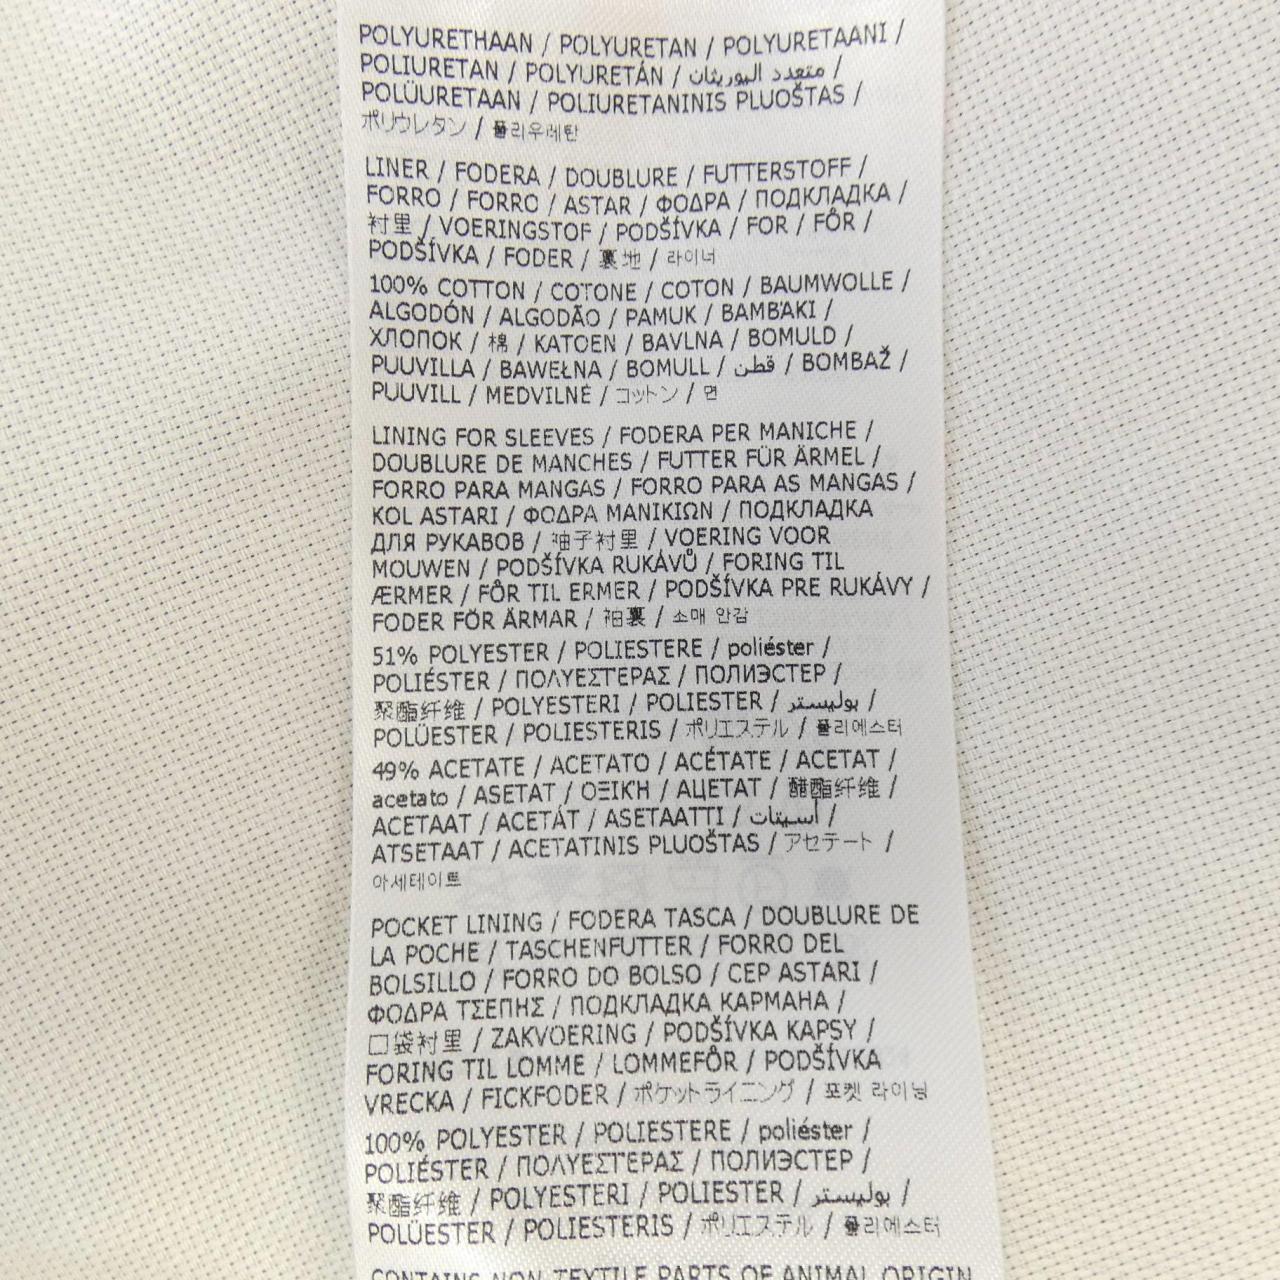 POLYURETHAAN / POLYURETAN / POLYURETAANI /
POLIURETAN / POLYURETÁN / متعدد اليوريثان /
POLÜURETAAN / POLIURETANINIS PLUOŠTAS /
ポリウレタン / 폴리우레탄
LINER / FODERA / DOUBLURE / FUTTERSTOFF /
FORRO / FORRO / ASTAR / ΦΟΔΡΑ / ПОДКЛАДКА /
衬里 / VOERINGSTOF / PODŠÍVKA / FOR / FÔR /
PODŠÍVKA / FODER / 裏地 / 라이너
100% COTTON / COTONE / COTON / BAUMWOLLE /
ALGODÓN / ALGODÃO / PAMUK / BAMBΆKI /
ХЛОПОК / 棉 / KATOEN / BAVLNA / BOMULD /
PUUVILLA / BAWEŁNA / BOMULL / قطن / BOMBAŽ /
PUUVILL / MEDVILNE / コットン / 면
LINING FOR SLEEVES / FODERA PER MANICHE /
DOUBLURE DE MANCHES / FUTTER FÜR ÄRMEL /
FORRO PARA MANGAS / FORRO PARA AS MANGAS /
KOL ASTARI / ΦΟΔΡΑ ΜΑΝΙΚΙΩΝ / ПОДКЛАДКА
ДЛЯ РУКАВОВ / 袖子衬里 / VOERING VOOR
MOUWEN / PODŠÍVKA RUKÁVŮ / FORING TIL
ÆRMER / FÔR TIL ERMER / PODŠÍVKA PRE RUKÁVY /
FODER FÖR ÄRMAR / 袖裏 / 소매 안감
51% POLYESTER / POLIESTERE / poliéster /
POLIÉSTER / ΠΟΛΥΕΣΤΕΡΑΣ / ПОЛИЭСТЕР /
聚酯纤维 / POLYESTERI / POLIESTER / بوليستر /
POLÜESTER / POLIESTERIS / ポリエステル / 폴리에스터
49% ACETATE / ACETATO / ACÉTATE / ACETAT /
acetato / ASETAT / ΟΞΙΚΉ / АЦЕТАТ / 醋酯纤维 /
ACETAAT / ACETÁT / ASETAATTI / أسيتات /
ATSETAAT / ACETATINIS PLUOŠTAS / アセテート /
아세테이트
POCKET LINING / FODERA TASCA / DOUBLURE DE
LA POCHE / TASCHENFUTTER / FORRO DEL
BOLSILLO / FORRO DO BOLSO / CEP ASTARI /
ΦΟΔΡΑ ΤΣΕΠΗΣ / ПОДКЛАДКА КАРМАНА /
口袋衬里 / ZAKVOERING / PODŠÍVKA KAPSY /
FORING TIL LOMME / LOMMEFÔR / PODŠÍVKA
VRECKA / FICKFODER / ポケットライニング / 포켓 라이닝
100% POLYESTER / POLIESTERE / poliéster /
POLIÉSTER / ΠΟΛΥΕΣΤΕΡΑΣ / ПОЛИЭСТЕР /
聚酯纤维 / POLYESTERI / POLIESTER / بوليستر /
POLÜESTER / POLIESTERIS / ポリエステル / 폴리에스터
CONTAINS NON-TEXTILE PARTS OF ANIMAL ORIGIN